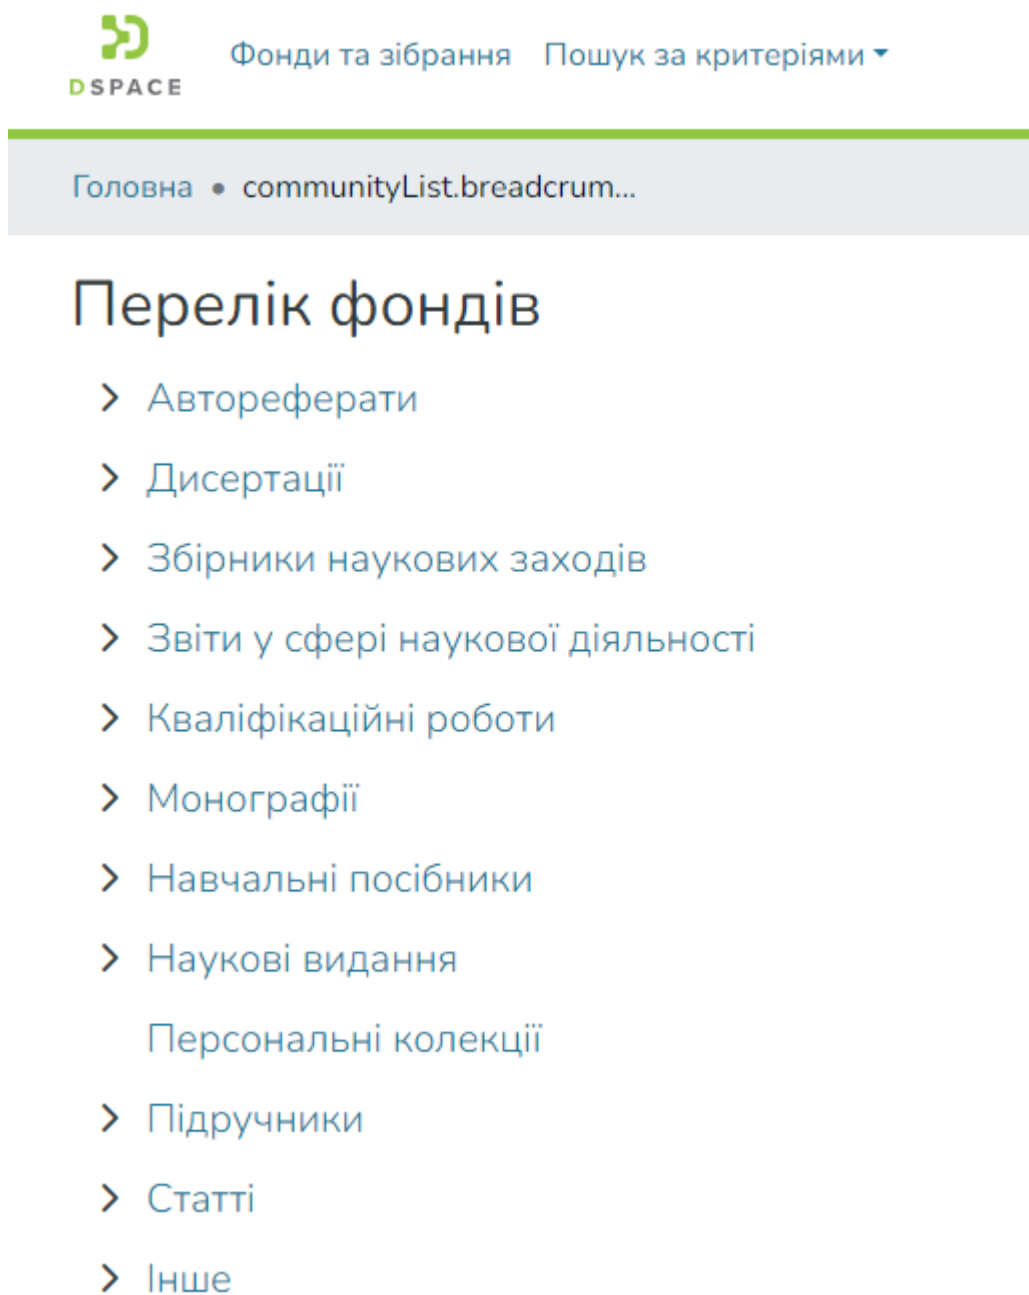 DSPACE
Фонди та зібрання Пошук за критеріями
Головна • communityList.breadcrum...
Перелік фондів
Автореферати
Дисертації
Збірники наукових заходів
Звіти у сфері наукової діяльності
Кваліфікаційні роботи
Монографії
Навчальні посібники
Наукові видання
Персональні колекції
Підручники
Статті
Інше